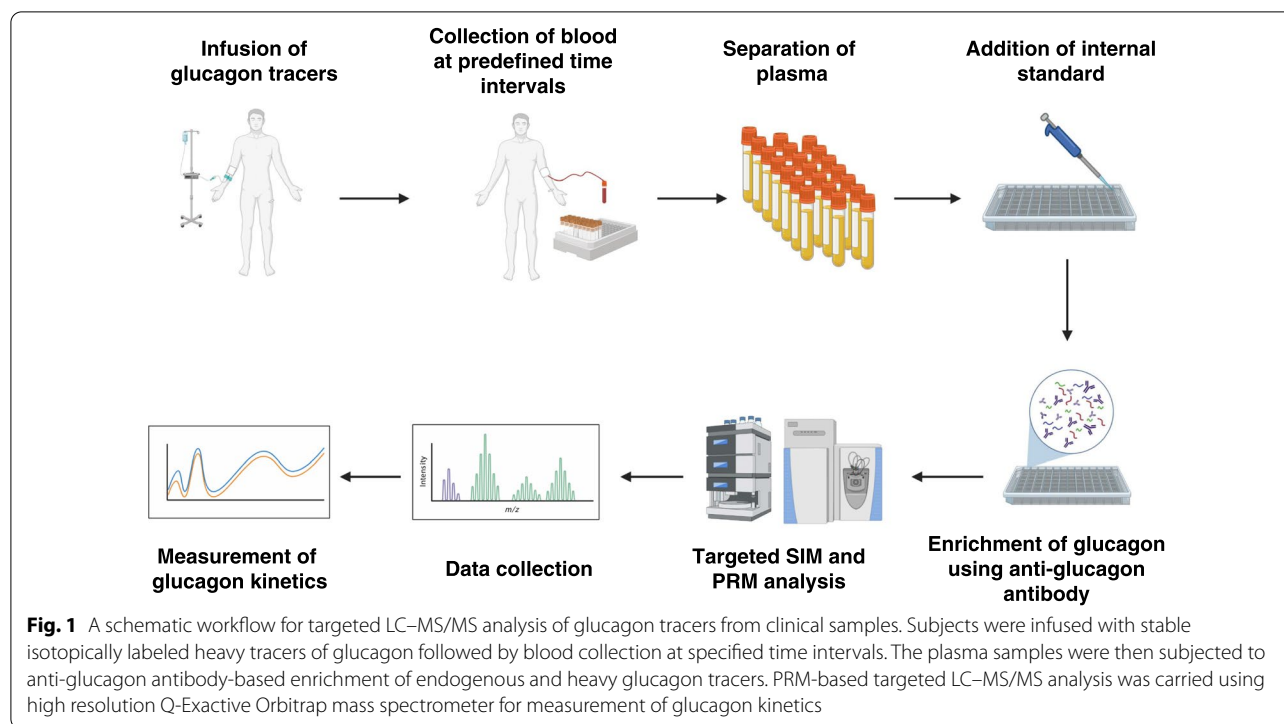 Infusion of
glucagon tracers
Collection of blood
at predefined time
intervals
Separation of
plasma
Addition of internal
standard
Enrichment of glucagon
using anti-glucagon
antibody
Targeted SIM and
PRM analysis
Intensity
m/z
Data collection
Measurement of
glucagon kinetics
Fig. 1 A schematic workflow for targeted LC–MS/MS analysis of glucagon tracers from clinical samples. Subjects were infused with stable
isotopically labeled heavy tracers of glucagon followed by blood collection at specified time intervals. The plasma samples were then subjected to
anti-glucagon antibody-based enrichment of endogenous and heavy glucagon tracers. PRM-based targeted LC–MS/MS analysis was carried using
high resolution Q-Exactive Orbitrap mass spectrometer for measurement of glucagon kinetics